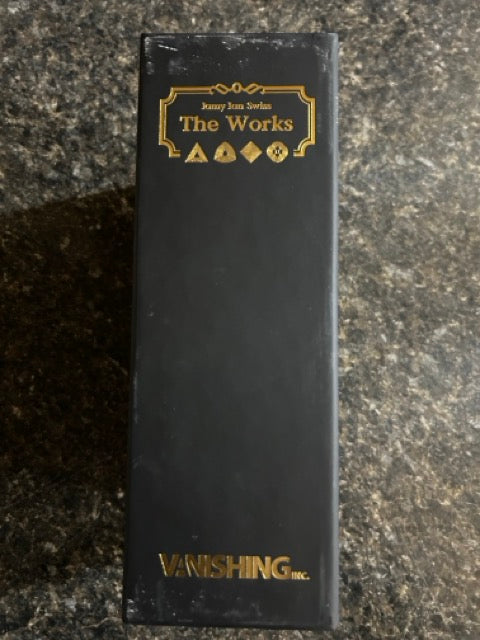 Jamy Ian Swiss
The Works
VANISHING INC.